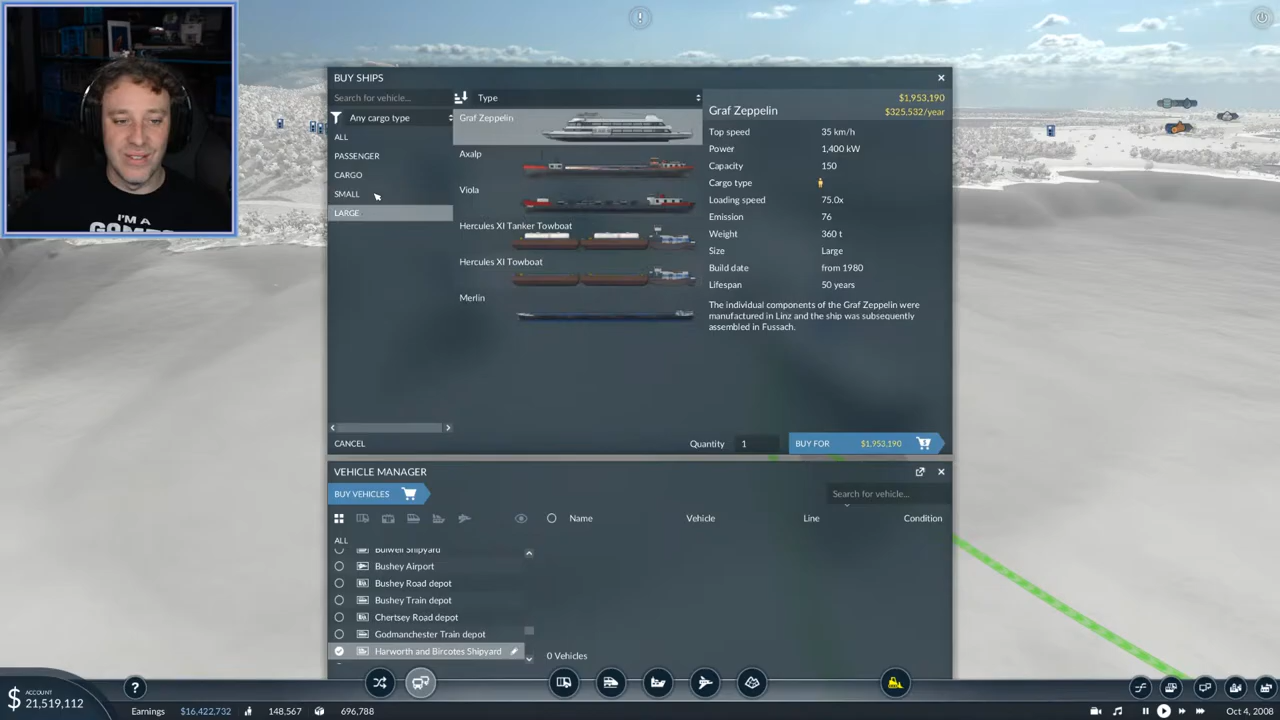 I'M A
GOMER
BUY SHIPS
Search for vehicle...
Type
Any cargo type
ALL
PASSENGER
CARGO
SMALL
LARGE
Graf Zeppelin
Axalp
Viola
Hercules XI Tanker Towboat
Hercules XI Towboat
Merlin
$1,953,190
Graf Zeppelin
$325,532/year
Top speed 35 km/h
Power 1,400 kW
Capacity 150
Cargo type
Loading speed 75.0x
Emission 76
Weight 360 t
Size Large
Build date from 1980
Lifespan 50 years
The individual components of the Graf Zeppelin were
manufactured in Linz and the ship was subsequently
assembled in Fussach.
CANCEL
Quantity 1
BUY FOR $1,953,190
VEHICLE MANAGER
BUY VEHICLES
Search for vehicle...
Name Vehicle Line Condition
ALL
Bulwell Shipyard
Bushey Airport
Bushey Road depot
Bushey Train depot
Chertsey Road depot
Godmanchester Train depot
Harworth and Bircotes Shipyard
0 Vehicles
ACCOUNT
$ 21,519,112
?
Earnings $16,422,732 148,567 696,788
Oct 4, 2008